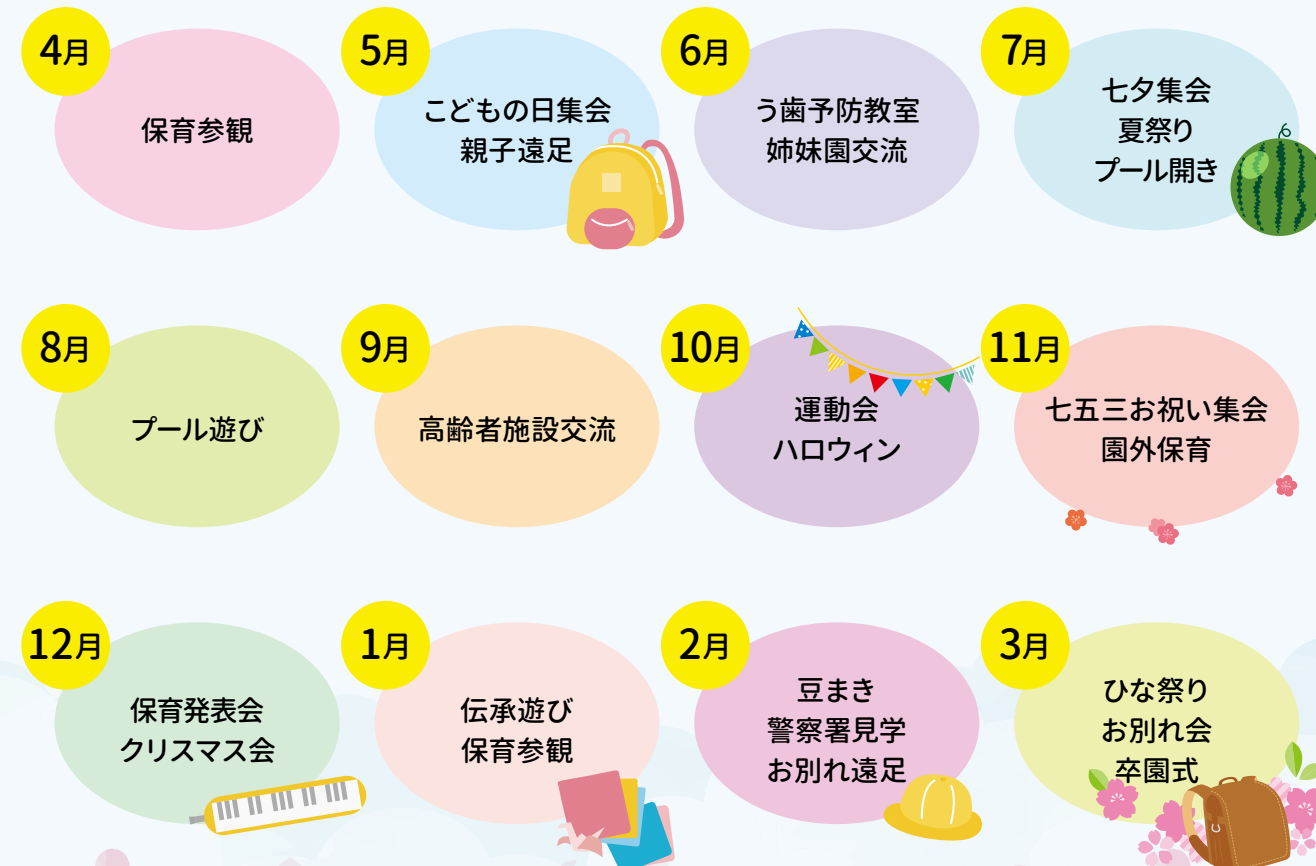 4月
保育参観
5月
こどもの日集会
親子遠足
6月
う歯予防教室
姉妹園交流
7月
七夕集会
夏祭り
プール開き
8月
プール遊び
9月
高齢者施設交流
10月
運動会
ハロウィン
11月
七五三お祝い集会
園外保育
12月
保育発表会
クリスマス会
1月
伝承遊び
保育参観
2月
豆まき
警察署見学
お別れ遠足
3月
ひな祭り
お別れ会
卒園式